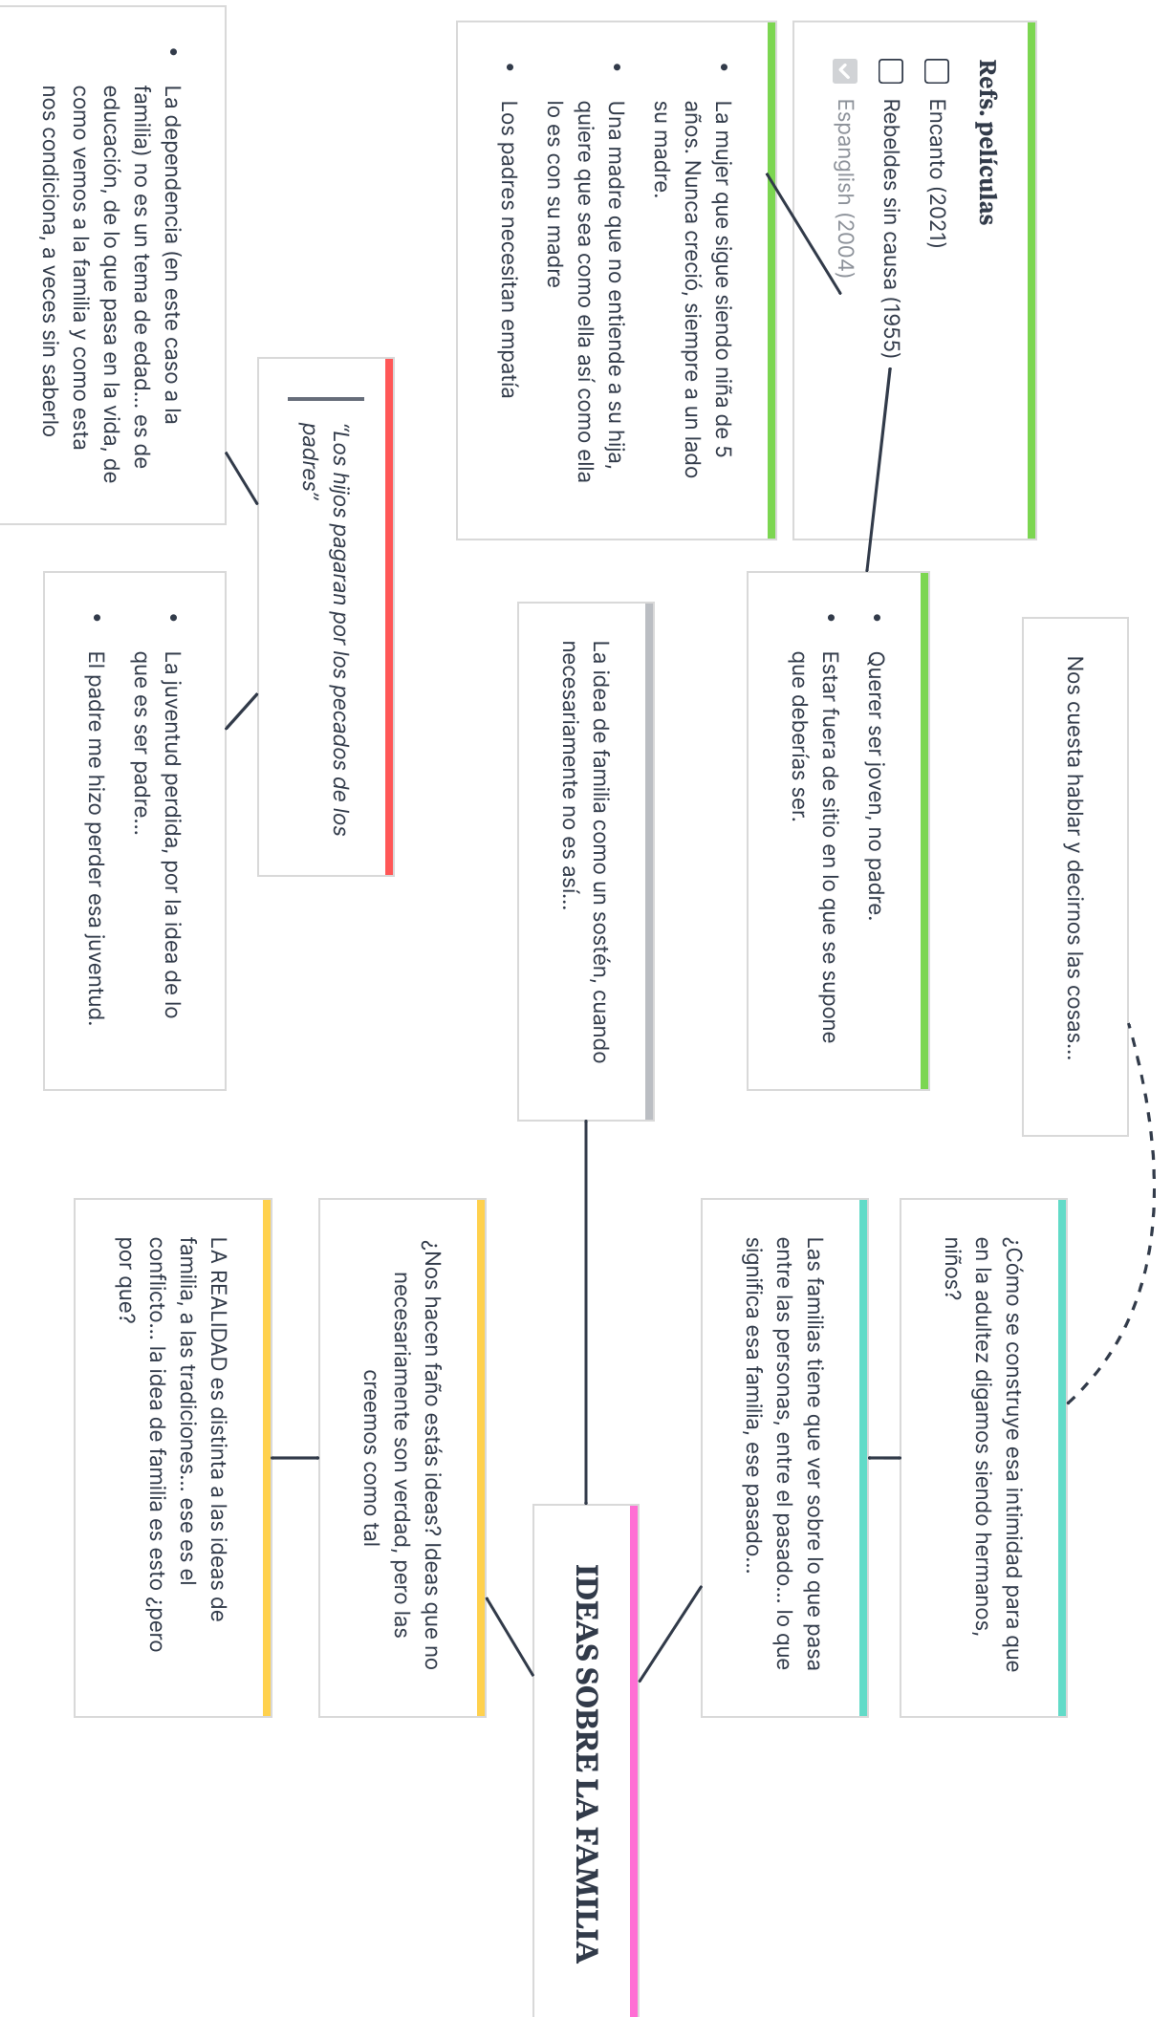 Refs. películas
Encanto (2021)
Rebeldes sin causa (1955)
Espanglish (2004)
La mujer que sigue siendo niña de 5
años. Nunca creció, siempre a un lado
su madre.
Una madre que no entiende a su hija,
quiere que sea como ella así como ella
lo es con su madre
Los padres necesitan empatía
La dependencia (en este caso a la
familia) no es un tema de edad... es de
educación, de lo que pasa en la vida, de
como vemos a la familia y como esta
nos condiciona, a veces sin saberlo
"Los hijos pagaran por los pecados de los
padres"
Nos cuesta hablar y decirnos las cosas...
Querer ser joven, no padre.
Estar fuera de sitio en lo que se supone
que deberías ser.
La idea de familia como un sostén, cuando
necesariamente no es así...
La juventud perdida, por la idea de lo
que es ser padre...
El padre me hizo perder esa juventud.
¿Cómo se construye esa intimidad para que
en la adultez digamos siendo hermanos,
niños?
Las familias tiene que ver sobre lo que pasa
entre las personas, entre el pasado... lo que
significa esa familia, ese pasado...
¿Nos hacen faño estás ideas? Ideas que no
necesariamente son verdad, pero las
creemos como tal
LA REALIDAD es distinta a las ideas de
familia, a las tradiciones... ese es el
conflicto... la idea de familia es esto ¿pero
por que?
IDEAS SOBRE LA FAMILIA